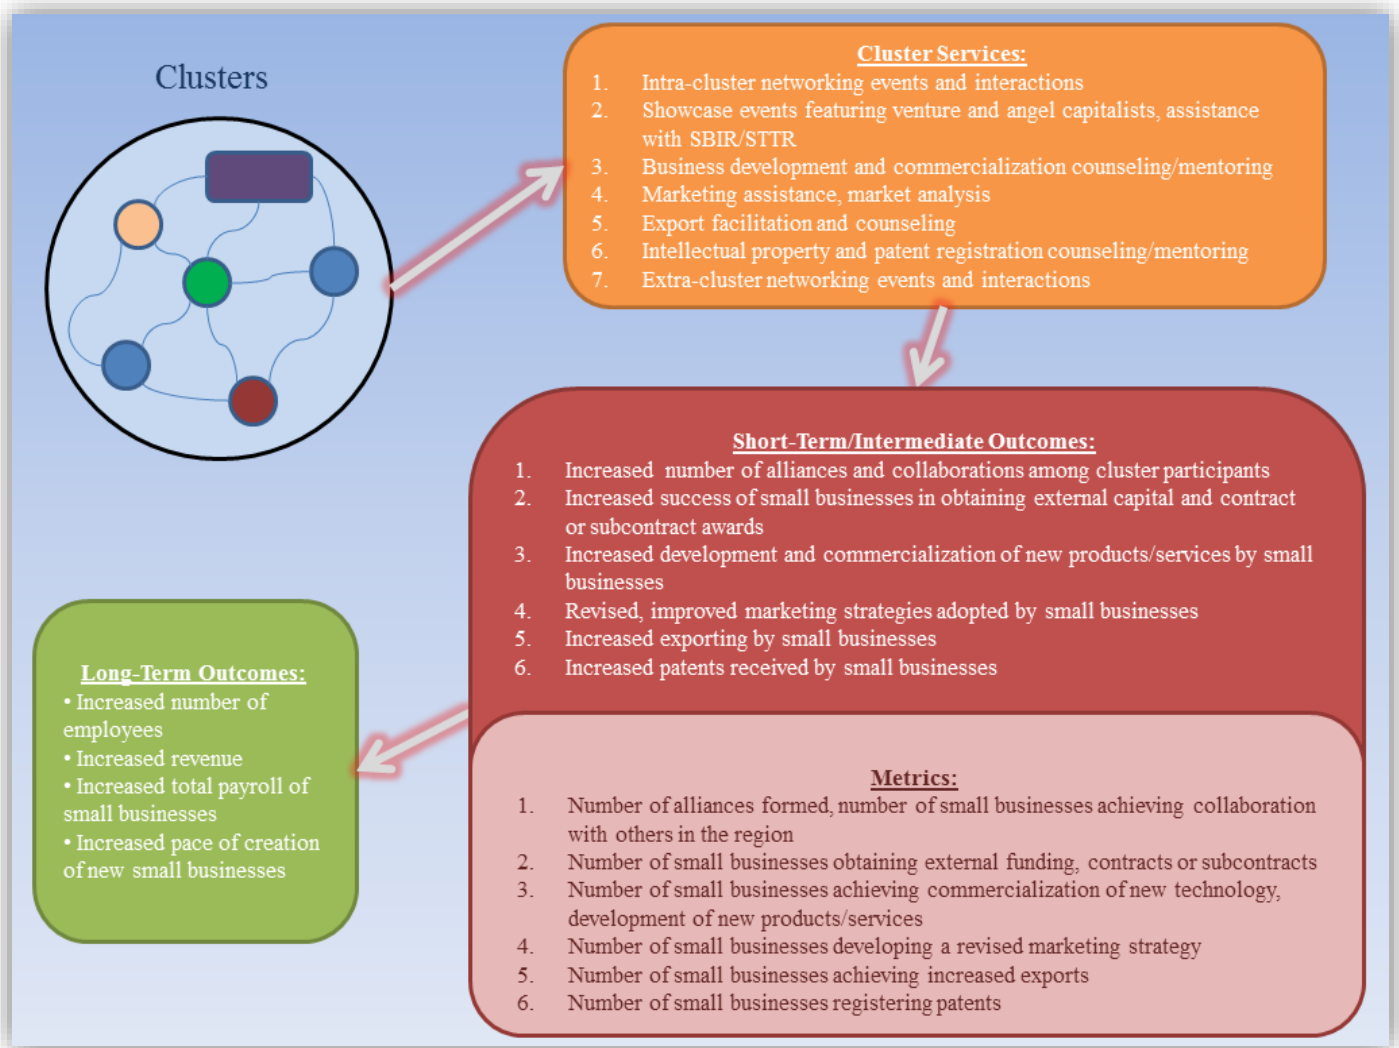 Clusters
Cluster Services:
1. Intra-cluster networking events and interactions
2. Showcase events featuring venture and angel capitalists, assistance
with SBIR/STTR
3. Business development and commercialization counseling/mentoring
4. Marketing assistance, market analysis
5. Export facilitation and counseling
6. Intellectual property and patent registration counseling/mentoring
7. Extra-cluster networking events and interactions
Short-Term/Intermediate Outcomes:
1. Increased number of alliances and collaborations among cluster participants
2. Increased success of small businesses in obtaining external capital and contract
or subcontract awards
3. Increased development and commercialization of new products/services by small
businesses
4. Revised, improved marketing strategies adopted by small businesses
5. Increased exporting by small businesses
6. Increased patents received by small businesses
Metrics:
1. Number of alliances formed, number of small businesses achieving collaboration
with others in the region
2. Number of small businesses obtaining external funding, contracts or subcontracts
3. Number of small businesses achieving commercialization of new technology,
development of new products/services
4. Number of small businesses developing a revised marketing strategy
5. Number of small businesses achieving increased exports
6. Number of small businesses registering patents
Long-Term Outcomes:
• Increased number of
employees
• Increased revenue
• Increased total payroll of
small businesses
• Increased pace of creation
of new small businesses